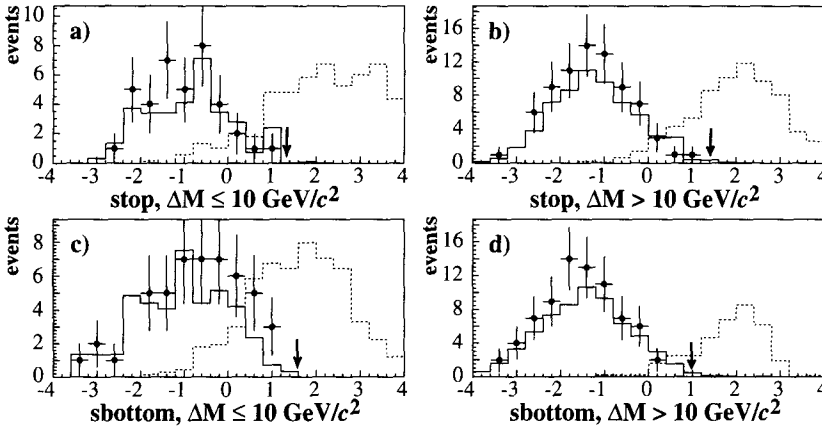 events
a)
10
8
6
4
2
0
-3 -2 -1 0 1 2 3 4
stop, ΔM ≤ 10 GeV/c²
events
b)
16
12
8
4
0
-4 -3 -2 -1 0 1 2 3 4
stop, ΔM > 10 GeV/c²
events
c)
8
6
4
2
0
-3 -2 -1 0 1 2 3 4
sbottom, ΔM ≤ 10 GeV/c²
events
d)
16
12
8
4
0
-4 -3 -2 -1 0 1 2 3 4
sbottom, ΔM > 10 GeV/c²